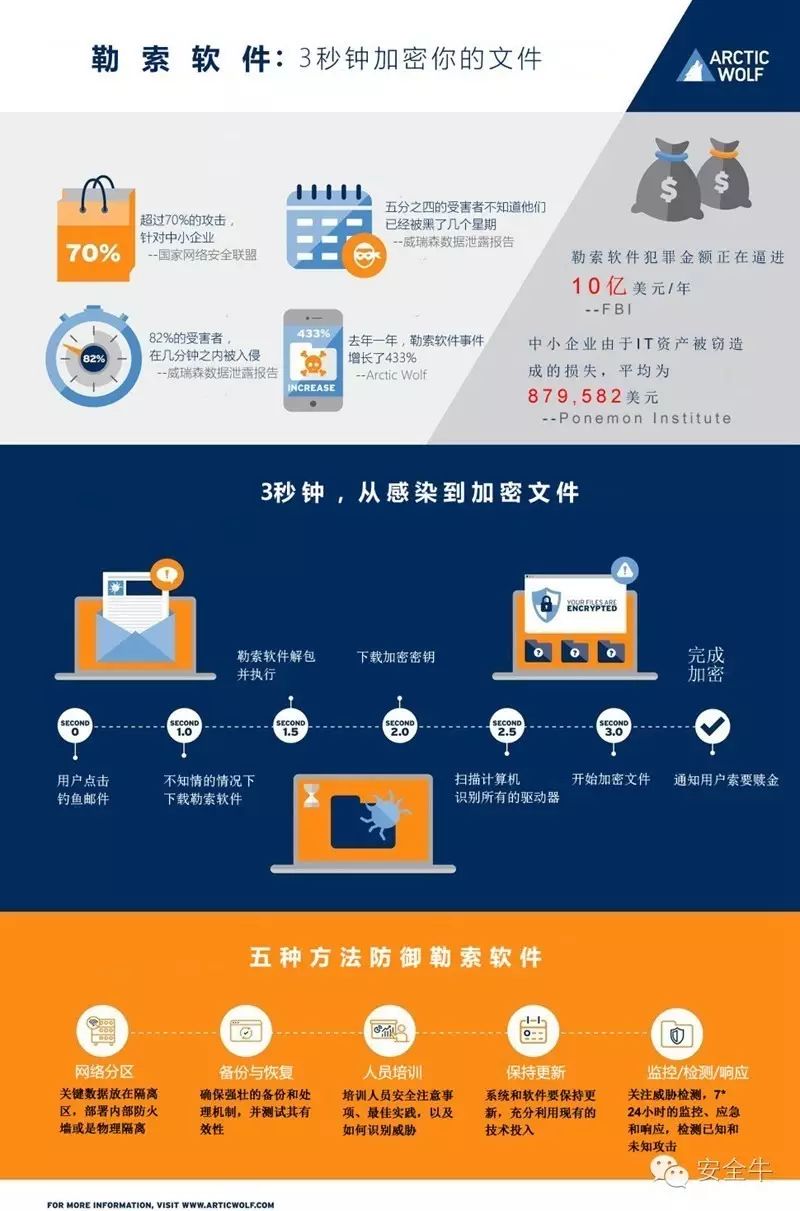 勒索软件：3秒钟加密你的文件
ARCTIC
WOLF
70%
超过70%的攻击，
针对中小企业
--国家网络安全联盟
五分之四的受害者不知道他们
已经被黑了几个星期
--威瑞森数据泄露报告
82%
82%的受害者，
在几分钟之内被入侵
--威瑞森数据泄露报告
433%
INCREASE
去年一年，勒索软件事件
增长了433%
--Arctic Wolf
$
$
勒索软件犯罪金额正在逼进
10亿美元/年
--FBI
中小企业由于IT资产被窃造
成的损失，平均为
879,582美元
--Ponemon Institute
3秒钟，从感染到加密文件
YOUR FILES ARE
ENCRYPTED
勒索软件解包
并执行
下载加密密钥
完成
加密
SECOND
0
SECOND
1.0
SECOND
1.5
SECOND
2.0
SECOND
2.5
SECOND
3.0
用户点击
钓鱼邮件
不知情的情况下
下载勒索软件
扫描计算机
识别所有的驱动器
开始加密文件
通知用户索要赎金
五种方法防御勒索软件
网络分区
关键数据放在隔离
区，部署内部防火
墙或是物理隔离
备份与恢复
确保强壮的备份和处
理机制，并测试其有
效性
人员培训
培训人员安全注意事
项、最佳实践，以及
如何识别威胁
保持更新
系统和软件要保持更
新，充分利用现有的
技术投入
监控/检测/响应
关注威胁检测，7*
24小时的监控、应急
和响应，检测已知和
未知攻击
安全牛
FOR MORE INFORMATION, VISIT WWW.ARTICWOLF.COM